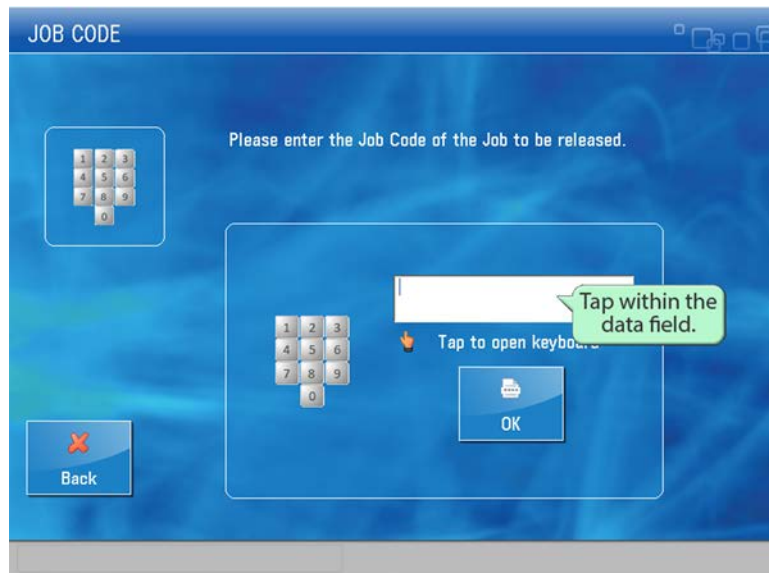 JOB CODE
Please enter the Job Code of the Job to be released.
1 2 3
4 5 6
7 8 9
0
Tap within the
data field.
1 2 3
4 5 6
7 8 9
0
Tap to open
OK
Back